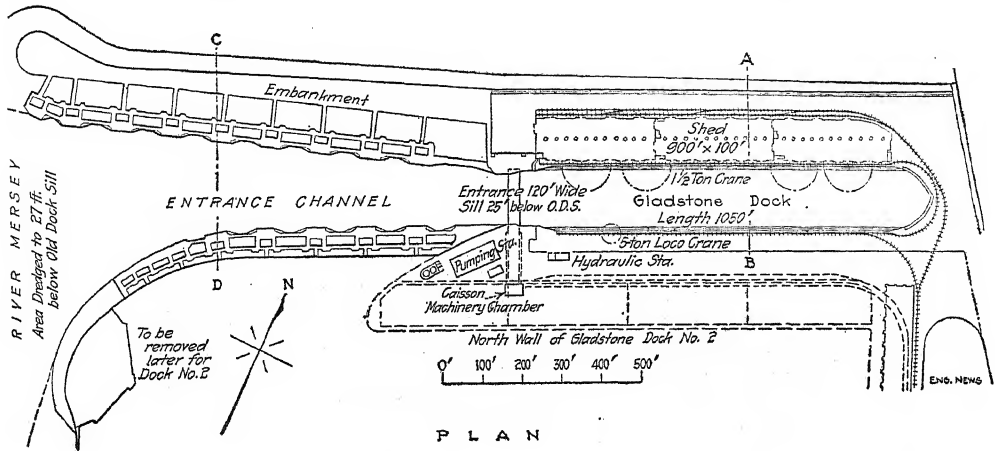 C
A
Embankment
Shed
900'×100'
1½ Ton Crane
Entrance 120' Wide
Sill 25' below O.D.S.
Gladstone Dock
Length 1050'
ENTRANCE CHANNEL
RIVER MERSEY
Area Dredged to 27 ft.
below Old Dock Sill
5-ton Loco Crane
Pumping Sta.
Hydraulic Sta.
B
D
N
Caisson
Machinery Chamber
To be
removed
later for
Dock No.2
North Wall of Gladstone Dock No. 2
0' 100' 200' 300' 400' 500'
ENG. NEWS
PLAN